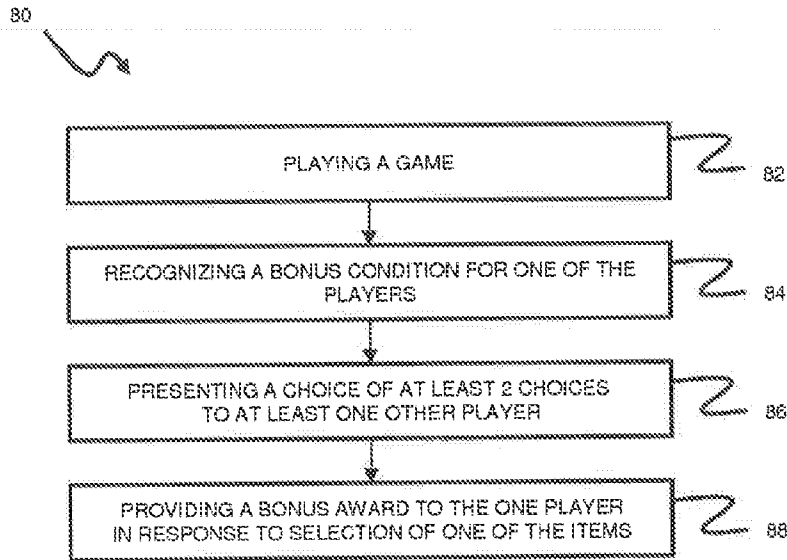 80
PLAYING A GAME
82
RECOGNIZING A BONUS CONDITION FOR ONE OF THE
PLAYERS
84
PRESENTING A CHOICE OF AT LEAST 2 CHOICES
TO AT LEAST ONE OTHER PLAYER
86
PROVIDING A BONUS AWARD TO THE ONE PLAYER
IN RESPONSE TO SELECTION OF ONE OF THE ITEMS
88